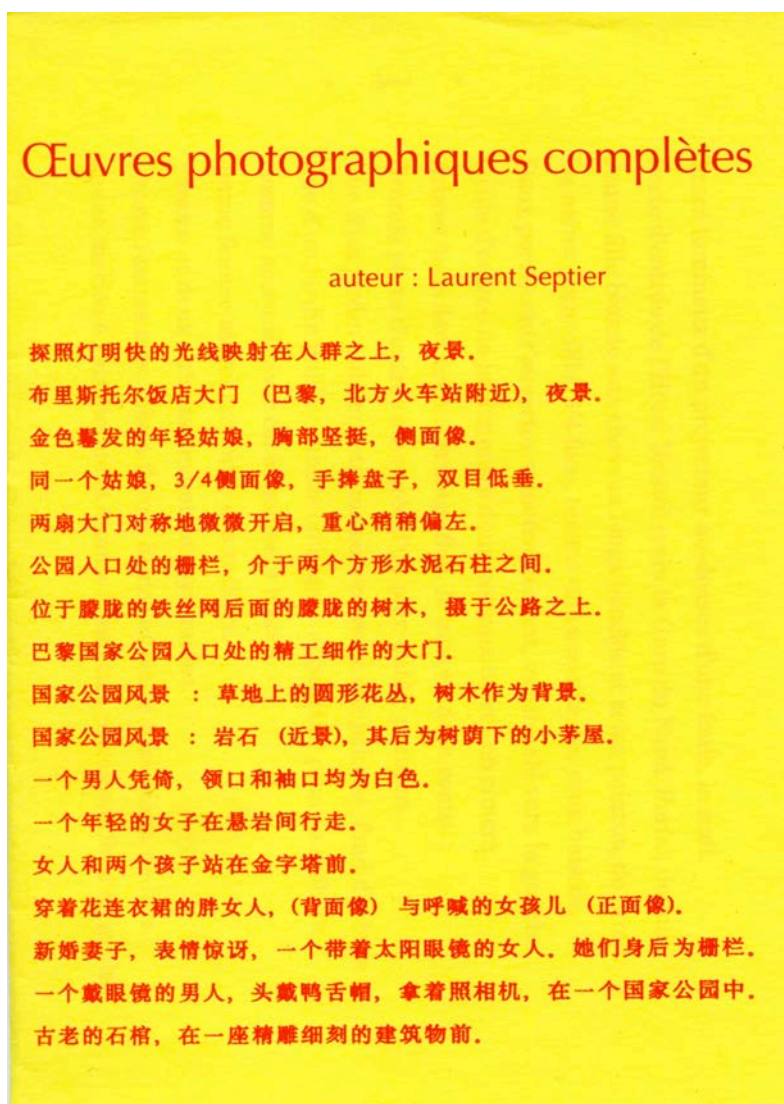 Œuvres photographiques complètes
auteur : Laurent Septier
探照灯明快的光线映射在人群之上，夜景。
布里斯托尔饭店大门 (巴黎，北方火车站附近)，夜景。
金色鬈发的年轻姑娘，胸部坚挺，侧面像。
同一个姑娘，3/4侧面像，手捧盘子，双目低垂。
两扇大门对称地微微开启，重心稍稍偏左。
公园入口处的栅栏，介于两个方形水泥石柱之间。
位于朦胧的铁丝网后面的朦胧的树木，摄于公路之上。
巴黎国家公园入口处的精工细作的大门。
国家公园风景 : 草地上的圆形花丛，树木作为背景。
国家公园风景 : 岩石 (近景)，其后为树荫下的小茅屋。
一个男人凭倚，领口和袖口均为白色。
一个年轻的女子在悬岩间行走。
女人和两个孩子站在金字塔前。
穿着花连衣裙的胖女人，(背面像) 与呼喊的女孩儿 (正面像)。
新婚妻子，表情惊讶，一个带着太阳眼镜的女人。她们身后为栅栏。
一个戴眼镜的男人，头戴鸭舌帽，拿着照相机，在一个国家公园中。
古老的石棺，在一座精雕细刻的建筑物前。